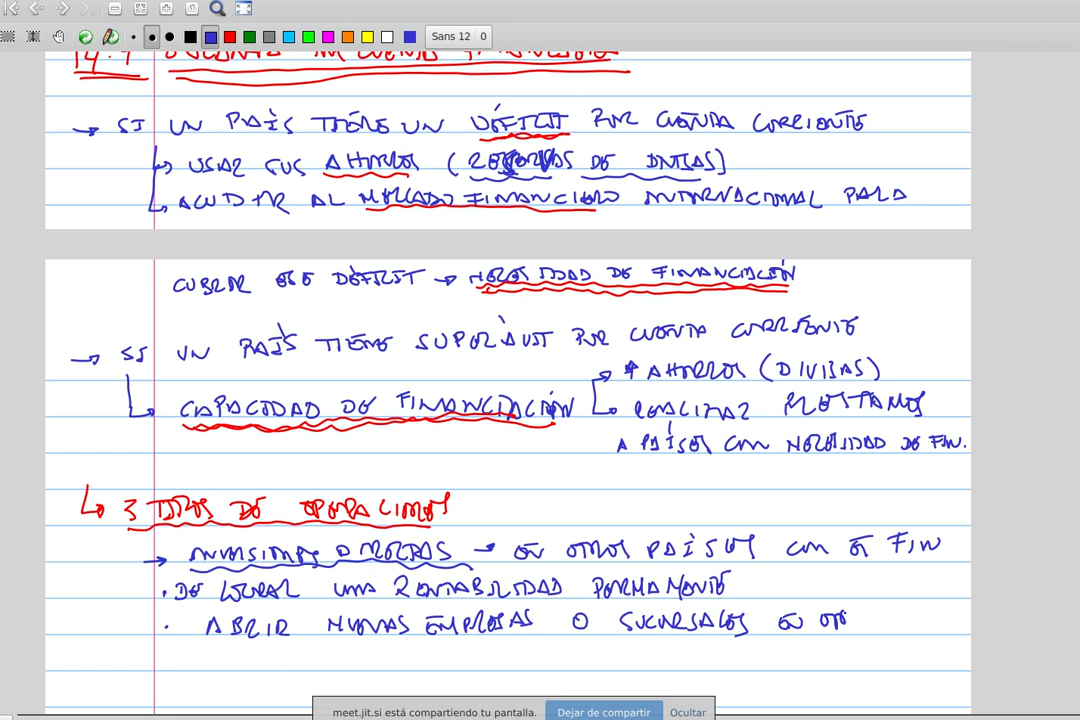 Sans 12 0
→ SI UN PAÍS TIENE UN DÉFICIT POR CUENTA CORRIENTE
↳ USAR SUS AHORROS (RESERVAS DE DIVISAS)
↳ ACUDIR AL MERCADO FINANCIERO INTERNACIONAL PARA
CUBRIR ESE DÉFICIT → NECESIDAD DE FINANCIACIÓN
→ SI UN PAÍS TIENE SUPERÁVIT POR CUENTA CORRIENTE
↳ CAPACIDAD DE FINANCIACIÓN
↑ AHORROS (DIVISAS)
REALIZAR PRÉSTAMOS
A PAÍSES CON NECESIDAD DE FIN.
↳ 3 TIPOS DE OPERACIONES
→ INVERSIONES DIRECTAS → EN OTROS PAÍSES CON EL FIN
· DE LOGRAR UNA RENTABILIDAD PERMANENTE
· ABRIR NUEVAS EMPRESAS O SUCURSALES EN OTR
meet.jit.si está compartiendo tu pantalla. Dejar de compartir Ocultar